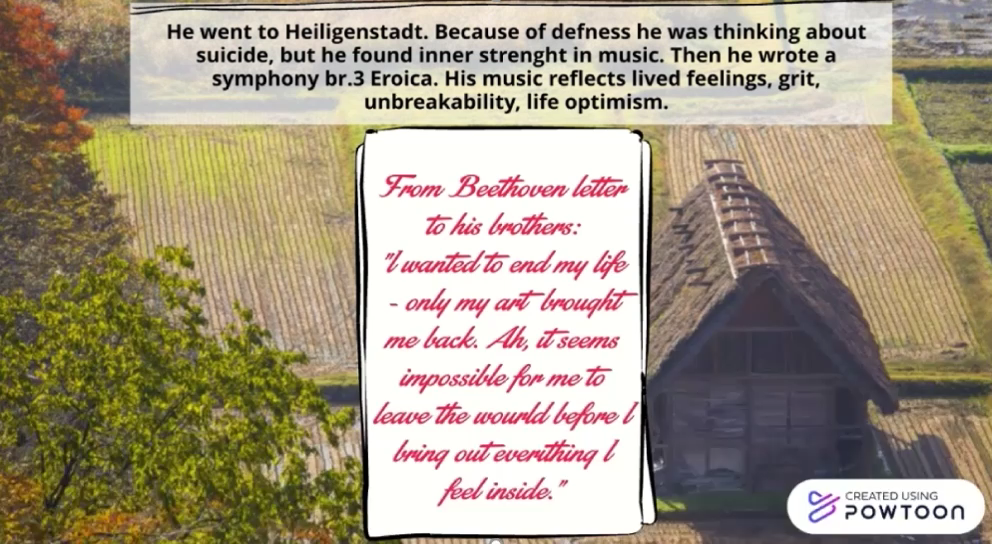 He went to Heiligenstadt. Because of defness he was thinking about
suicide, but he found inner strenght in music. Then he wrote a
symphony br.3 Eroica. His music reflects lived feelings, grit,
unbreakability, life optimism.
From Beethoven letter
to his brothers:
"I wanted to end my life
- only my art brought
me back. Ah, it seems
impossible for me to
leave the wourld before I
bring out everithing I
feel inside."
CREATED USING
POWTOON